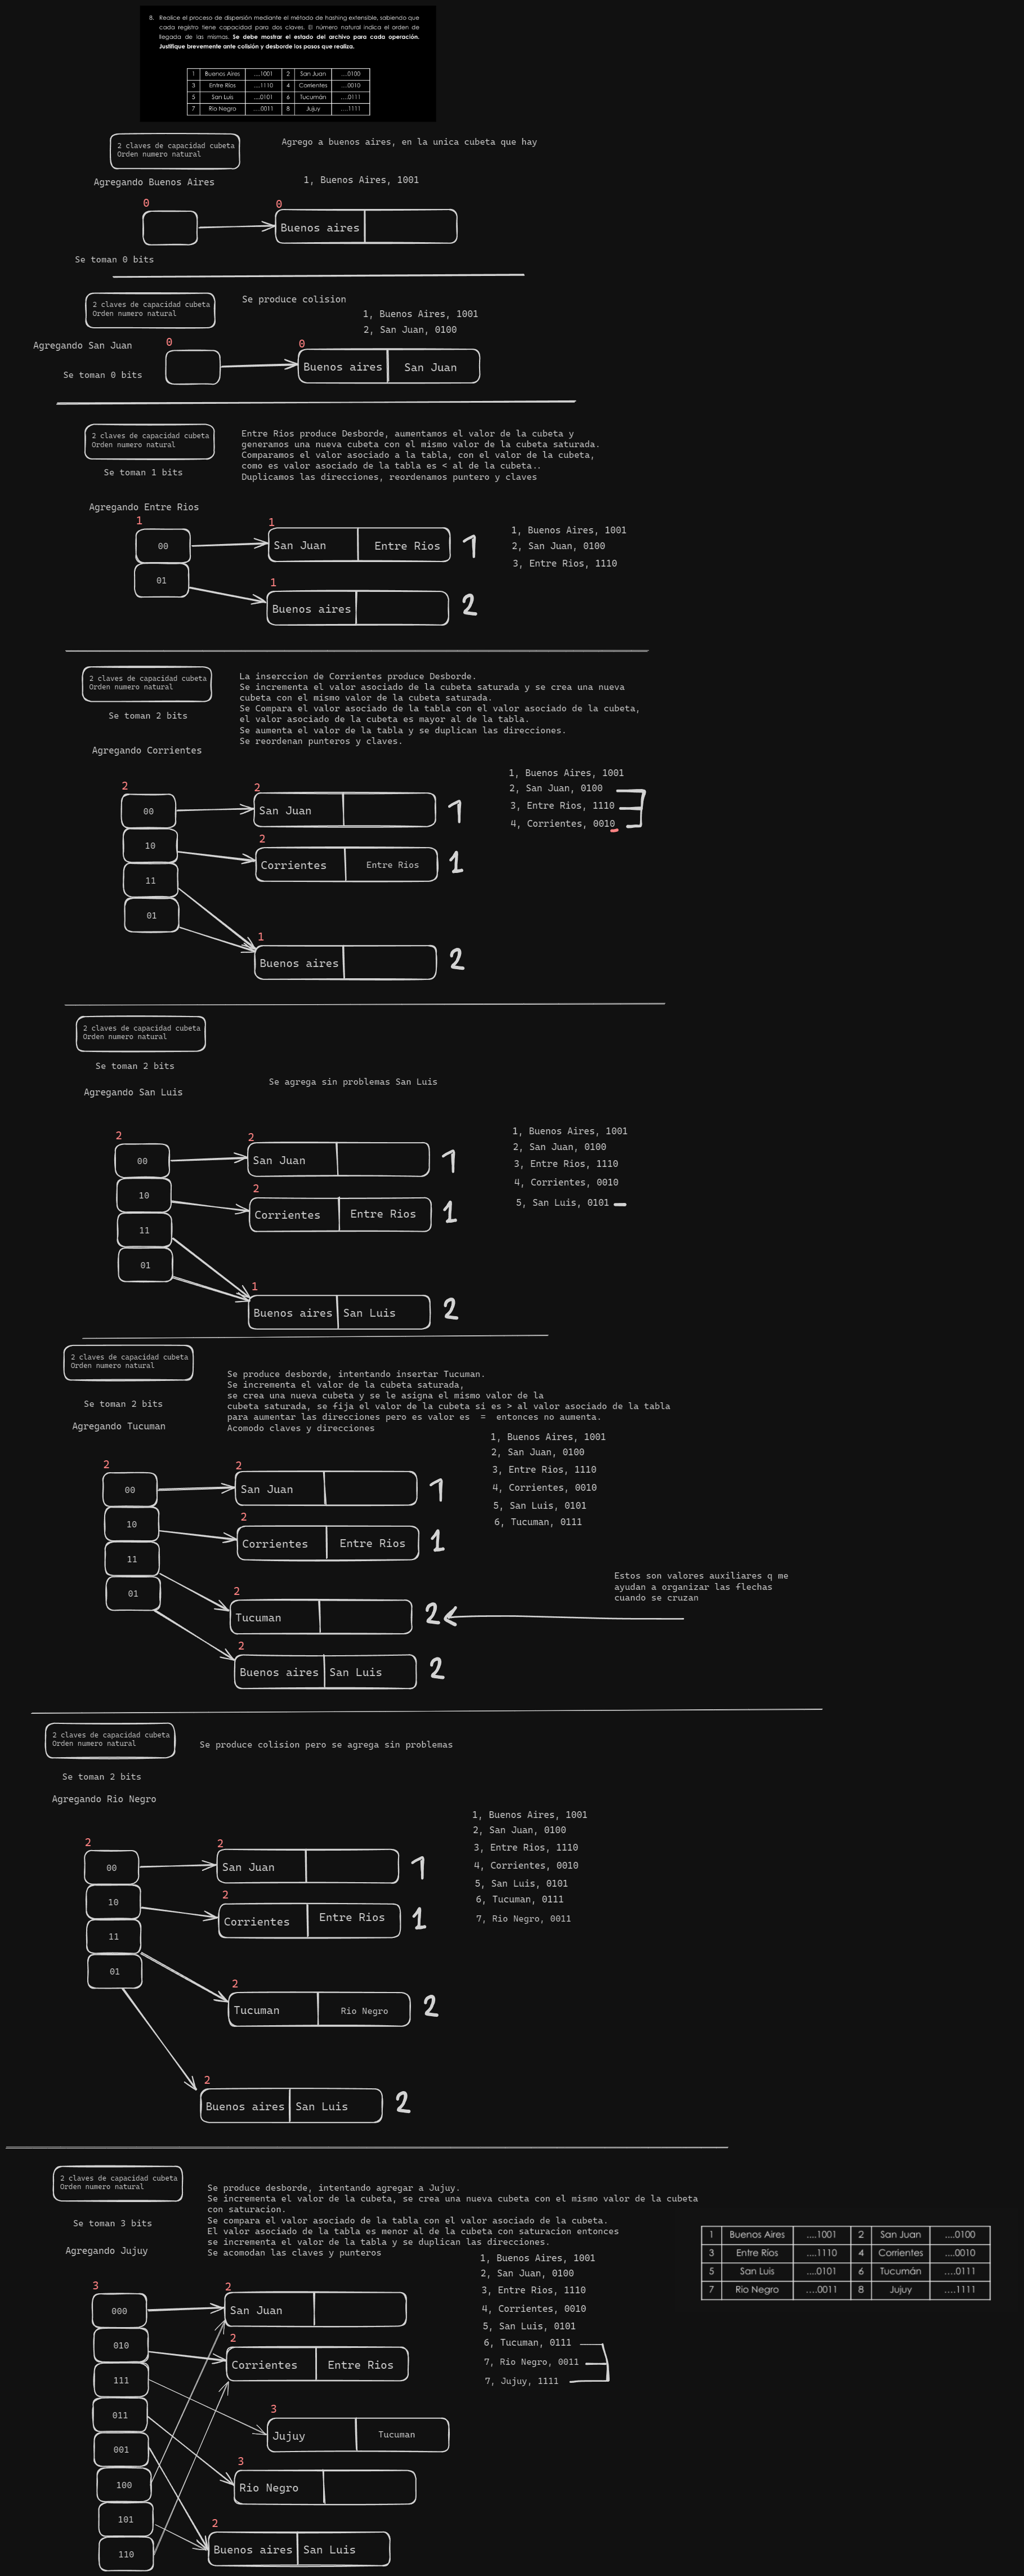 8. Realice el proceso de dispersión mediante el método de hashing extensible, sabiendo que
cada registro tiene capacidad para dos claves. El número natural indica el orden de
llegada de las mismas. Se debe mostrar el estado del archivo para cada operación.
Justifique brevemente ante colisión y desborde los pasos que realiza.
1 Buenos Aires ....1001 2 San Juan ....0100
3 Entre Ríos ....1110 4 Corrientes ....0010
5 San Luis ....0101 6 Tucumán ....0111
7 Rio Negro ....0011 8 Jujuy ....1111
2 claves de capacidad cubeta
Orden numero natural
Agrego a buenos aires, en la unica cubeta que hay
Agregando Buenos Aires
1, Buenos Aires, 1001
0
0
Buenos aires
Se toman 0 bits
2 claves de capacidad cubeta
Orden numero natural
Se produce colision
1, Buenos Aires, 1001
2, San Juan, 0100
Agregando San Juan
0
0
Se toman 0 bits
Buenos aires San Juan
2 claves de capacidad cubeta
Orden numero natural
Se toman 1 bits
Entre Rios produce Desborde, aumentamos el valor de la cubeta y
generamos una nueva cubeta con el mismo valor de la cubeta saturada.
Comparamos el valor asociado a la tabla, con el valor de la cubeta,
como es valor asociado de la tabla es < al de la cubeta..
Duplicamos las direcciones, reordenamos puntero y claves
Agregando Entre Rios
1
1
00
San Juan Entre Rios 1
1, Buenos Aires, 1001
2, San Juan, 0100
3, Entre Rios, 1110
01
1
Buenos aires 2
2 claves de capacidad cubeta
Orden numero natural
Se toman 2 bits
La inserccion de Corrientes produce Desborde.
Se incrementa el valor asociado de la cubeta saturada y se crea una nueva
cubeta con el mismo valor de la cubeta saturada.
Se Compara el valor asociado de la tabla con el valor asociado de la cubeta,
el valor asociado de la cubeta es mayor al de la tabla.
Se aumenta el valor de la tabla y se duplican las direcciones.
Se reordenan punteros y claves.
Agregando Corrientes
1, Buenos Aires, 1001
2, San Juan, 0100
3, Entre Rios, 1110
4, Corrientes, 0010
2
2
00
San Juan 1
2
10
Corrientes Entre Rios 1
11
01
1
Buenos aires 2
2 claves de capacidad cubeta
Orden numero natural
Se toman 2 bits
Se agrega sin problemas San Luis
Agregando San Luis
1, Buenos Aires, 1001
2, San Juan, 0100
3, Entre Rios, 1110
4, Corrientes, 0010
5, San Luis, 0101
2
2
00
San Juan 1
2
10
Corrientes Entre Rios 1
11
01
1
Buenos aires San Luis 2
2 claves de capacidad cubeta
Orden numero natural
Se toman 2 bits
Agregando Tucuman
Se produce desborde, intentando insertar Tucuman.
Se incrementa el valor de la cubeta saturada,
se crea una nueva cubeta y se le asigna el mismo valor de la
cubeta saturada, se fija el valor de la cubeta si es > al valor asociado de la tabla
para aumentar las direcciones pero es valor es = entonces no aumenta.
Acomodo claves y direcciones
1, Buenos Aires, 1001
2, San Juan, 0100
3, Entre Rios, 1110
4, Corrientes, 0010
5, San Luis, 0101
6, Tucuman, 0111
2
2
00
San Juan 1
2
10
Corrientes Entre Rios 1
11
01
2
Tucuman 2
Estos son valores auxiliares q me
ayudan a organizar las flechas
cuando se cruzan
2
Buenos aires San Luis 2
2 claves de capacidad cubeta
Orden numero natural
Se produce colision pero se agrega sin problemas
Se toman 2 bits
Agregando Rio Negro
1, Buenos Aires, 1001
2, San Juan, 0100
3, Entre Rios, 1110
4, Corrientes, 0010
5, San Luis, 0101
6, Tucuman, 0111
7, Rio Negro, 0011
2
2
00
San Juan 1
2
10
Corrientes Entre Rios 1
11
01
2
Tucuman Rio Negro 2
2
Buenos aires San Luis 2
2 claves de capacidad cubeta
Orden numero natural
Se toman 3 bits
Agregando Jujuy
Se produce desborde, intentando agregar a Jujuy.
Se incrementa el valor de la cubeta, se crea una nueva cubeta con el mismo valor de la cubeta
con saturacion.
Se compara el valor asociado de la tabla con el valor asociado de la cubeta.
El valor asociado de la tabla es menor al de la cubeta con saturacion entonces
se incrementa el valor de la tabla y se duplican las direcciones.
Se acomodan las claves y punteros
1, Buenos Aires, 1001
2, San Juan, 0100
3, Entre Rios, 1110
4, Corrientes, 0010
5, San Luis, 0101
6, Tucuman, 0111
7, Rio Negro, 0011
7, Jujuy, 1111
1 Buenos Aires ....1001 2 San Juan ....0100
3 Entre Ríos ....1110 4 Corrientes ....0010
5 San Luis ....0101 6 Tucumán ....0111
7 Rio Negro ....0011 8 Jujuy ....1111
3
2
000
San Juan
2
010
Corrientes Entre Rios
111
3
011
Jujuy Tucuman
001
3
100
Rio Negro
101
2
110
Buenos aires San Luis